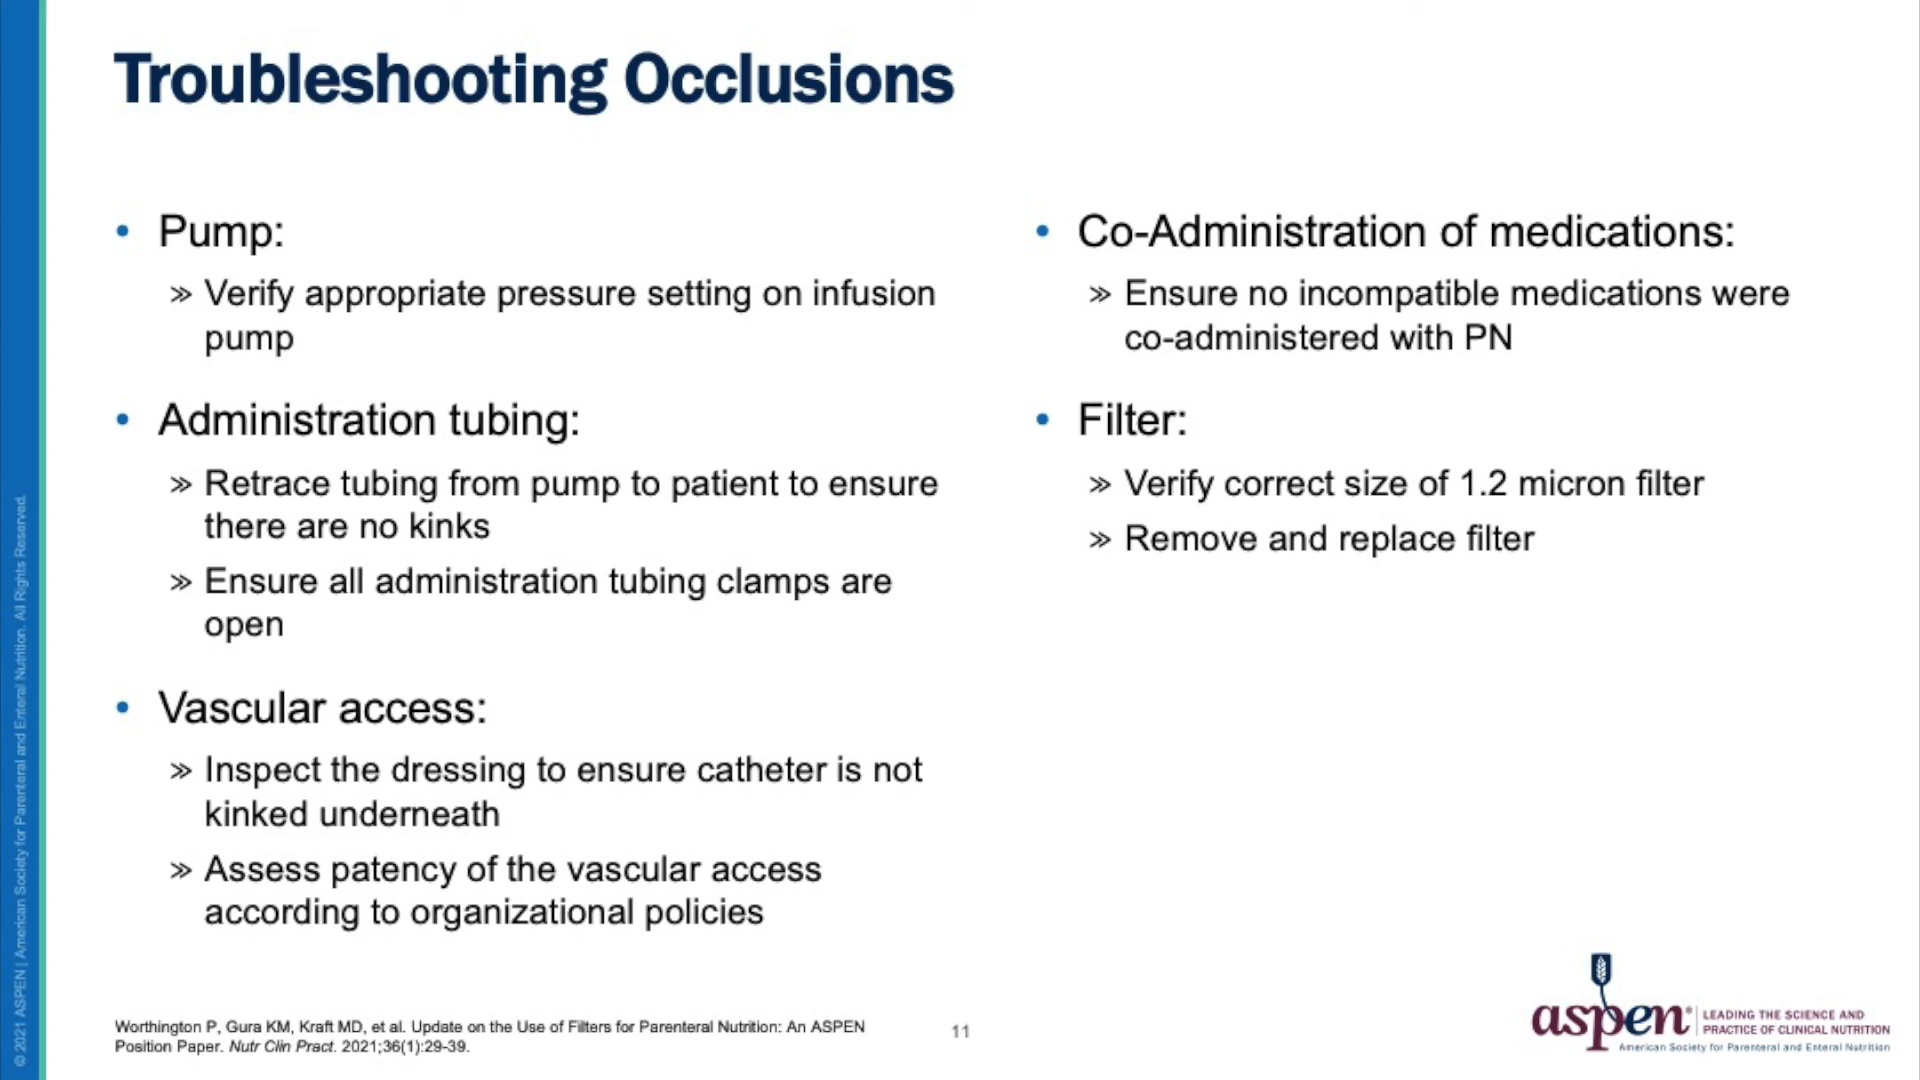 Troubleshooting Occlusions
• Pump:
» Verify appropriate pressure setting on infusion
pump
• Administration tubing:
» Retrace tubing from pump to patient to ensure
there are no kinks
» Ensure all administration tubing clamps are
open
• Vascular access:
» Inspect the dressing to ensure catheter is not
kinked underneath
» Assess patency of the vascular access
according to organizational policies
• Co-Administration of medications:
» Ensure no incompatible medications were
co-administered with PN
• Filter:
» Verify correct size of 1.2 micron filter
» Remove and replace filter
Worthington P, Gura KM, Kraft MD, et al. Update on the Use of Filters for Parenteral Nutrition: An ASPEN
Position Paper. Nutr Clin Pract. 2021;36(1):29-39.
11
aspen®
LEADING THE SCIENCE AND
PRACTICE OF CLINICAL NUTRITION
American Society for Parenteral and Enteral Nutrition
© 2021 ASPEN | American Society for Parenteral and Enteral Nutrition. All Rights Reserved.